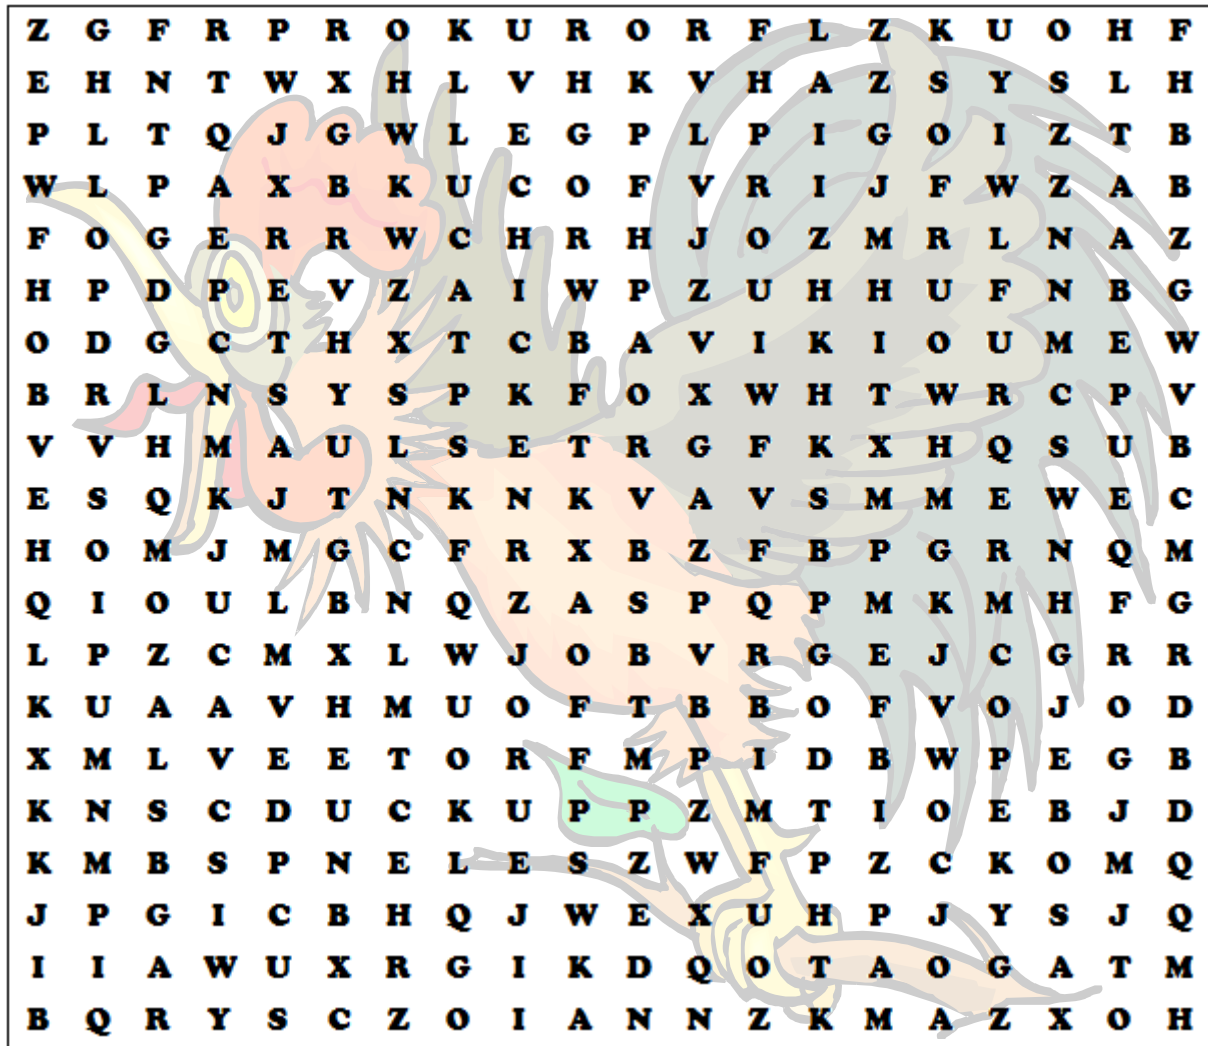 Z G F R P R O K U R O R F L Z K U O H F
E H N T W X H L V H K V H A Z S Y S L H
P L T Q J G W L E G P L P I G O I Z T B
W L P A X B K U C O F V R I J F W Z A B
F O G E R R W C H R H J O Z M R L N A Z
H P D P E V Z A I W P Z U H H U F N B G
O D G C T H X T C B A V I K I O U M E W
B R L N S Y S P K F O X W H T W R C P V
V V H M A U L S E T R G F K X H Q S U B
E S Q K J T N K N K V A V S M M E W E C
H O M J M G C F R X B Z F B P G R N Q M
Q I O U L B N Q Z A S P Q P M K M H F G
L P Z C M X L W J O B V R G E J C G R R
K U A A V H M U O F T B B O F V O J O D
X M L V E E T O R F M P I D B W P E G B
K N S C D U C K U P P Z M T I O E B J D
K M B S P N E L E S Z W F P Z C K O M Q
J P G I C B H Q J W E X U H P J Y S J Q
I I A W U X R G I K D Q O T A O G A T M
B Q R Y S C Z O I A N N Z K M A Z X O H